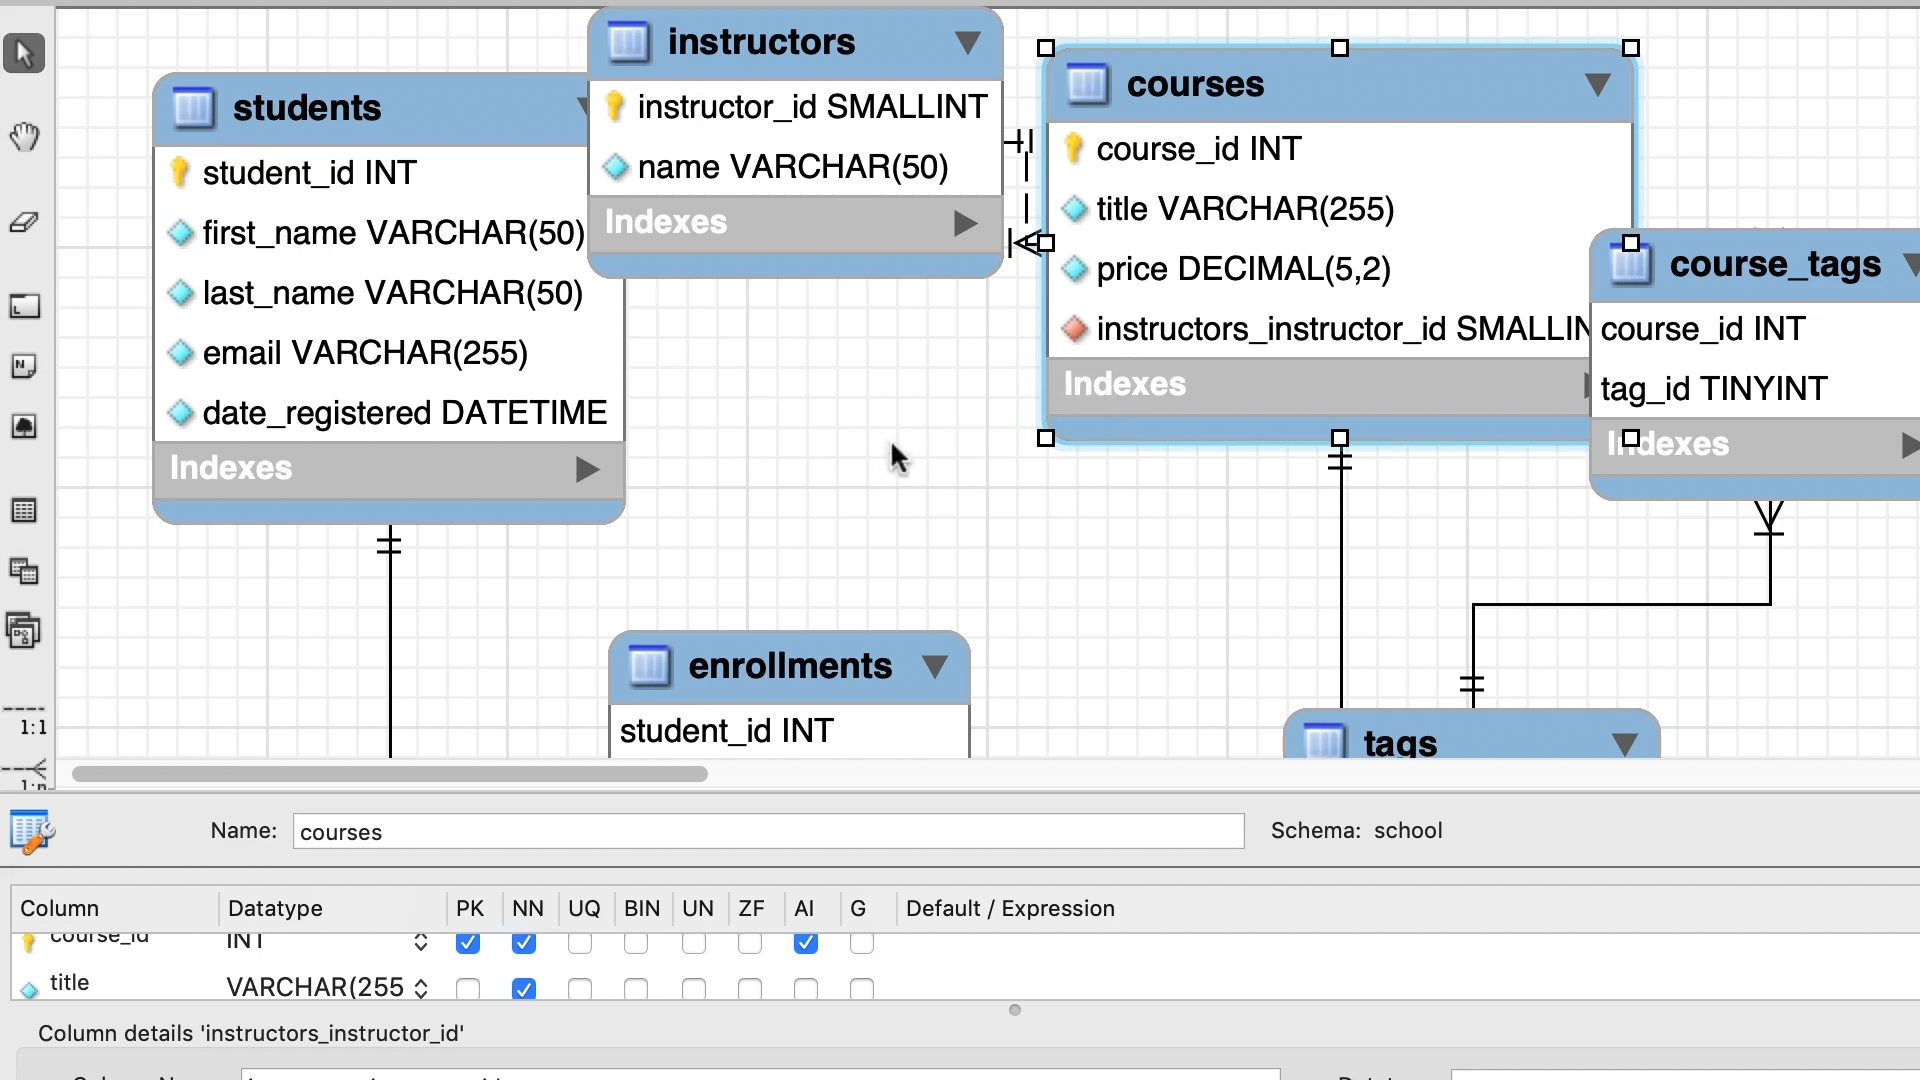 students
student_id INT
first_name VARCHAR(50)
last_name VARCHAR(50)
email VARCHAR(255)
date_registered DATETIME
Indexes
instructors
instructor_id SMALLINT
name VARCHAR(50)
Indexes
courses
course_id INT
title VARCHAR(255)
price DECIMAL(5,2)
instructors_instructor_id SMALLIN
Indexes
course_tags
course_id INT
tag_id TINYINT
Indexes
enrollments
student_id INT
tags
1:1
1:n
Name: courses Schema: school
Column Datatype PK NN UQ BIN UN ZF AI G Default / Expression
course_id INT
title VARCHAR(255
Column details 'instructors_instructor_id'